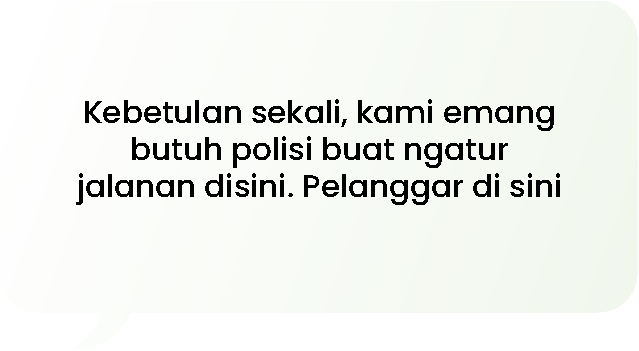 Kebetulan sekali, kami emang
butuh polisi buat ngatur
jalanan disini. Pelanggar di sini